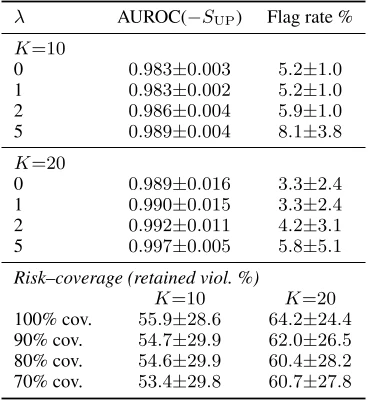 λ AUROC(−S_UP) Flag rate %
K=10
0 0.983±0.003 5.2±1.0
1 0.983±0.002 5.2±1.0
2 0.986±0.004 5.9±1.0
5 0.989±0.004 8.1±3.8
K=20
0 0.989±0.016 3.3±2.4
1 0.990±0.015 3.3±2.4
2 0.992±0.011 4.2±3.1
5 0.997±0.005 5.8±5.1
Risk–coverage (retained viol. %)
K=10 K=20
100% cov. 55.9±28.6 64.2±24.4
90% cov. 54.7±29.9 62.0±26.5
80% cov. 54.6±29.9 60.4±28.2
70% cov. 53.4±29.8 60.7±27.8